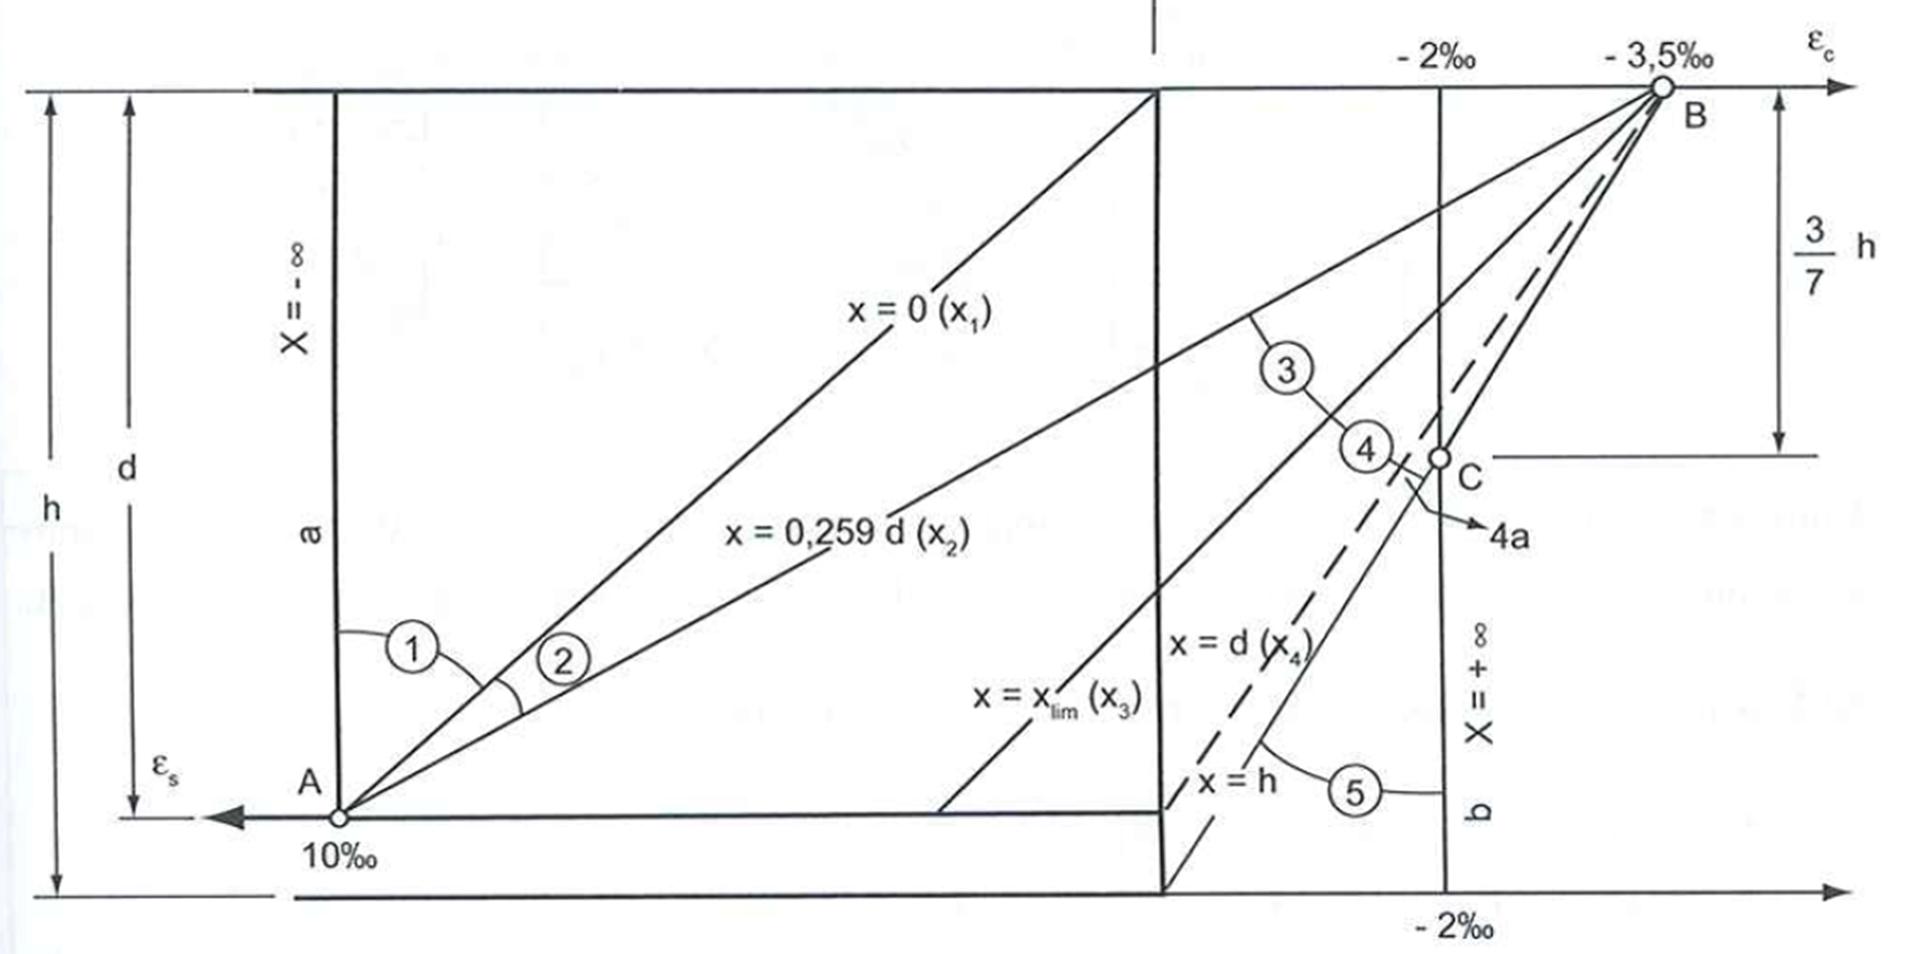 - 2‰
- 3,5‰
εc
B
3
7
h
X = - ∞
x = 0 (x1)
3
4
C
4a
d
h
a
x = 0,259 d (x2)
1
2
x = d (x4)
x = xlim (x3)
X = + ∞
εs
A
x = h
5
b
10‰
- 2‰